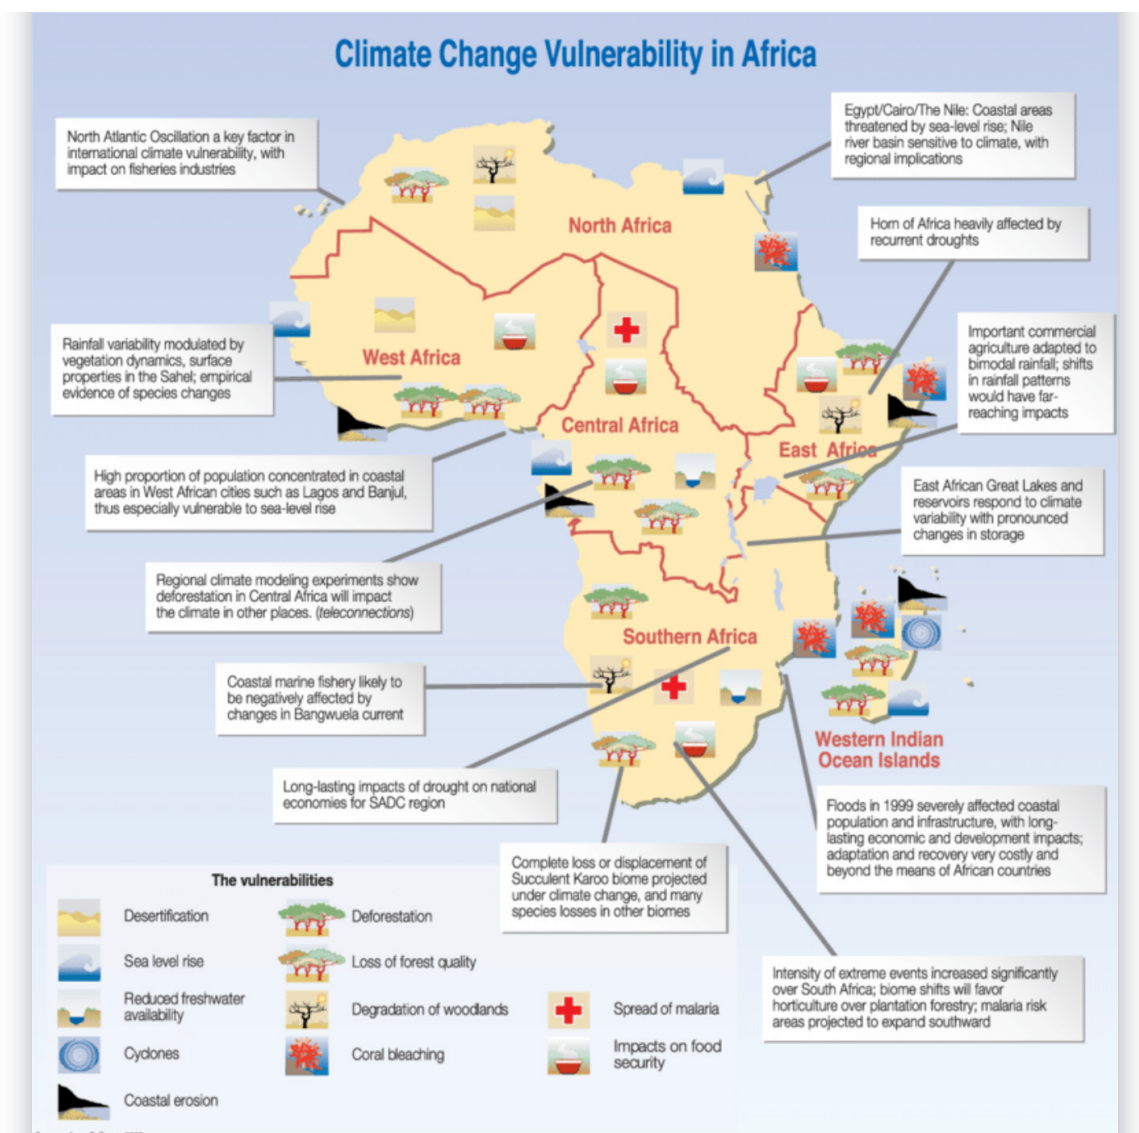 Climate Change Vulnerability in Africa
North Atlantic Oscillation a key factor in
international climate vulnerability, with
impact on fisheries industries
Egypt/Cairo/The Nile: Coastal areas
threatened by sea-level rise; Nile
river basin sensitive to climate, with
regional implications
North Africa
Horn of Africa heavily affected by
recurrent droughts
Rainfall variability modulated by
vegetation dynamics, surface
properties in the Sahel; empirical
evidence of species changes
West Africa
Important commercial
agriculture adapted to
bimodal rainfall; shifts
in rainfall patterns
would have far-
reaching impacts
Central Africa
East Africa
High proportion of population concentrated in coastal
areas in West African cities such as Lagos and Banjul,
thus especially vulnerable to sea-level rise
East African Great Lakes and
reservoirs respond to climate
variability with pronounced
changes in storage
Regional climate modeling experiments show
deforestation in Central Africa will impact
the climate in other places. (teleconnections)
Southern Africa
Coastal marine fishery likely to
be negatively affected by
changes in Bangwuela current
Western Indian
Ocean Islands
Long-lasting impacts of drought on national
economies for SADC region
Floods in 1999 severely affected coastal
population and infrastructure, with long-
lasting economic and development impacts;
adaptation and recovery very costly and
beyond the means of African countries
Complete loss or displacement of
Succulent Karoo biome projected
under climate change, and many
species losses in other biomes
Intensity of extreme events increased significantly
over South Africa; biome shifts will favor
horticulture over plantation forestry; malaria risk
areas projected to expand southward
The vulnerabilities
Desertification
Sea level rise
Reduced freshwater
availability
Cyclones
Coastal erosion
Deforestation
Loss of forest quality
Degradation of woodlands
Coral bleaching
Spread of malaria
Impacts on food
security